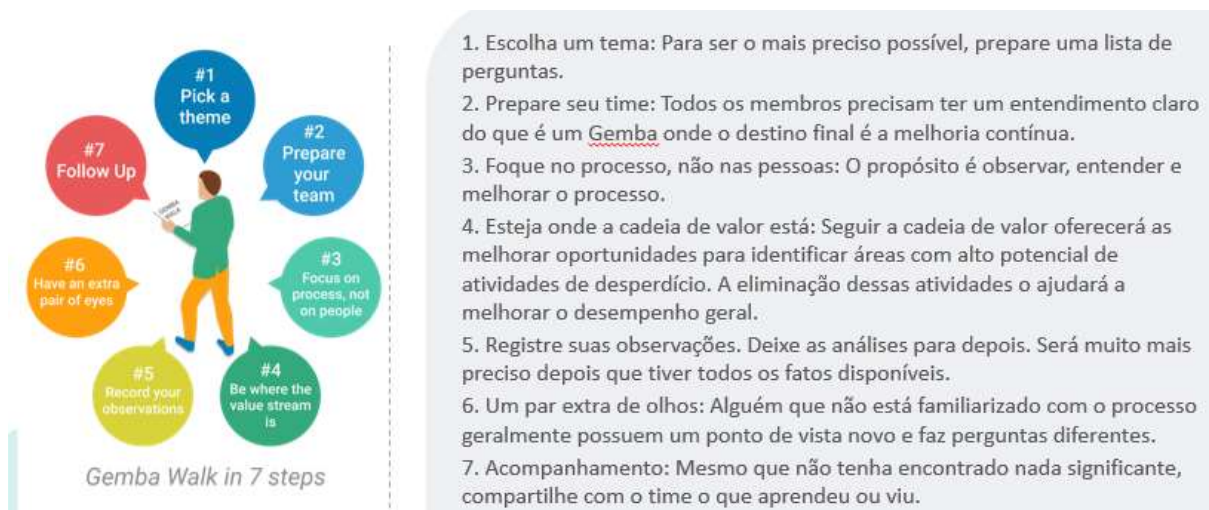 #1
Pick a
theme
#2
Prepare
your
team
#3
Focus on
process, not
on people
#4
Be where the
value stream
is
#5
Record your
observations
#6
Have an extra
pair of eyes
#7
Follow Up
GEMBA
WALK
Gemba Walk in 7 steps
1. Escolha um tema: Para ser o mais preciso possível, prepare uma lista de
perguntas.
2. Prepare seu time: Todos os membros precisam ter um entendimento claro
do que é um Gemba onde o destino final é a melhoria contínua.
3. Foque no processo, não nas pessoas: O propósito é observar, entender e
melhorar o processo.
4. Esteja onde a cadeia de valor está: Seguir a cadeia de valor oferecerá as
melhorar oportunidades para identificar áreas com alto potencial de
atividades de desperdício. A eliminação dessas atividades o ajudará a
melhorar o desempenho geral.
5. Registre suas observações. Deixe as análises para depois. Será muito mais
preciso depois que tiver todos os fatos disponíveis.
6. Um par extra de olhos: Alguém que não está familiarizado com o processo
geralmente possuem um ponto de vista novo e faz perguntas diferentes.
7. Acompanhamento: Mesmo que não tenha encontrado nada significante,
compartilhe com o time o que aprendeu ou viu.